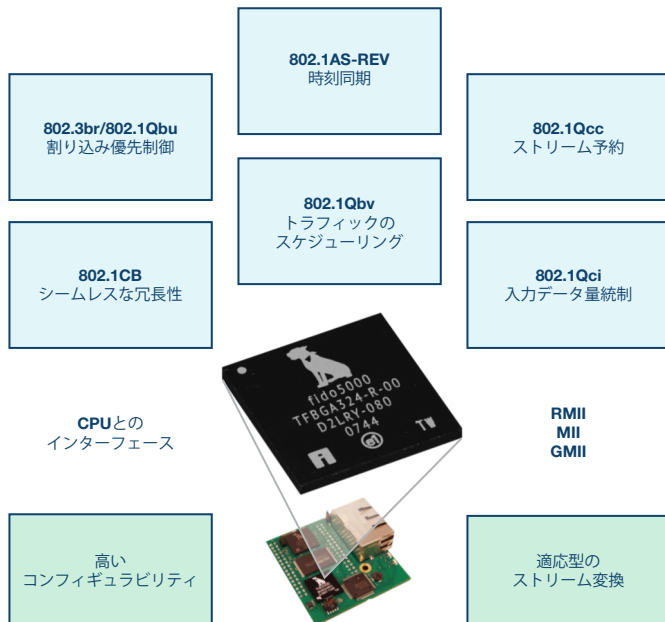 802.1AS-REV
時刻同期
802.3br/802.1Qbu
割り込み優先制御
802.1Qcc
ストリーム予約
802.1Qbv
トラフィックの
スケジューリング
802.1CB
シームレスな冗長性
802.1Qci
入力データ量統制
fido5000
TFBGA324-R-00
D2LRY-080
0744
e1
TW
CPUとの
インターフェース
RMII
MII
GMII
高い
コンフィギュラビリティ
適応型の
ストリーム変換